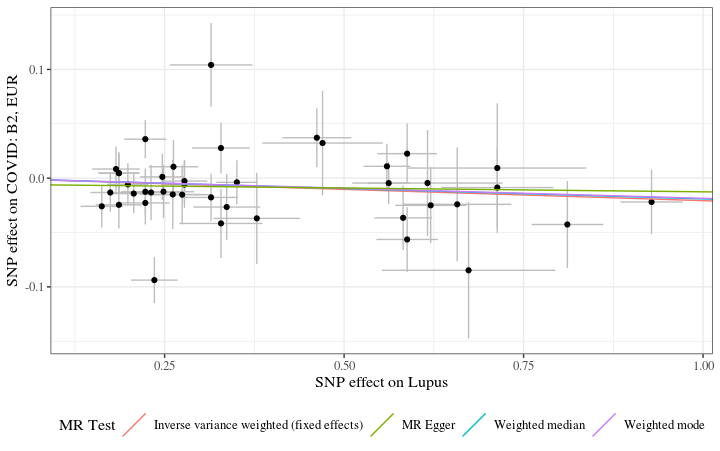 SNP effect on COVID: B2, EUR
0.1
0.0
-0.1
0.25 0.50 0.75 1.00
SNP effect on Lupus
MR Test Inverse variance weighted (fixed effects) MR Egger Weighted median Weighted mode